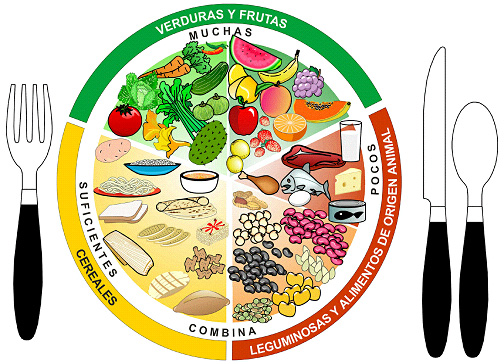 VERDURAS Y FRUTAS
MUCHAS
POCOS
LEGUMINOSAS Y ALIMENTOS DE ORIGEN ANIMAL
COMBINA
SUFICIENTES
CEREALES